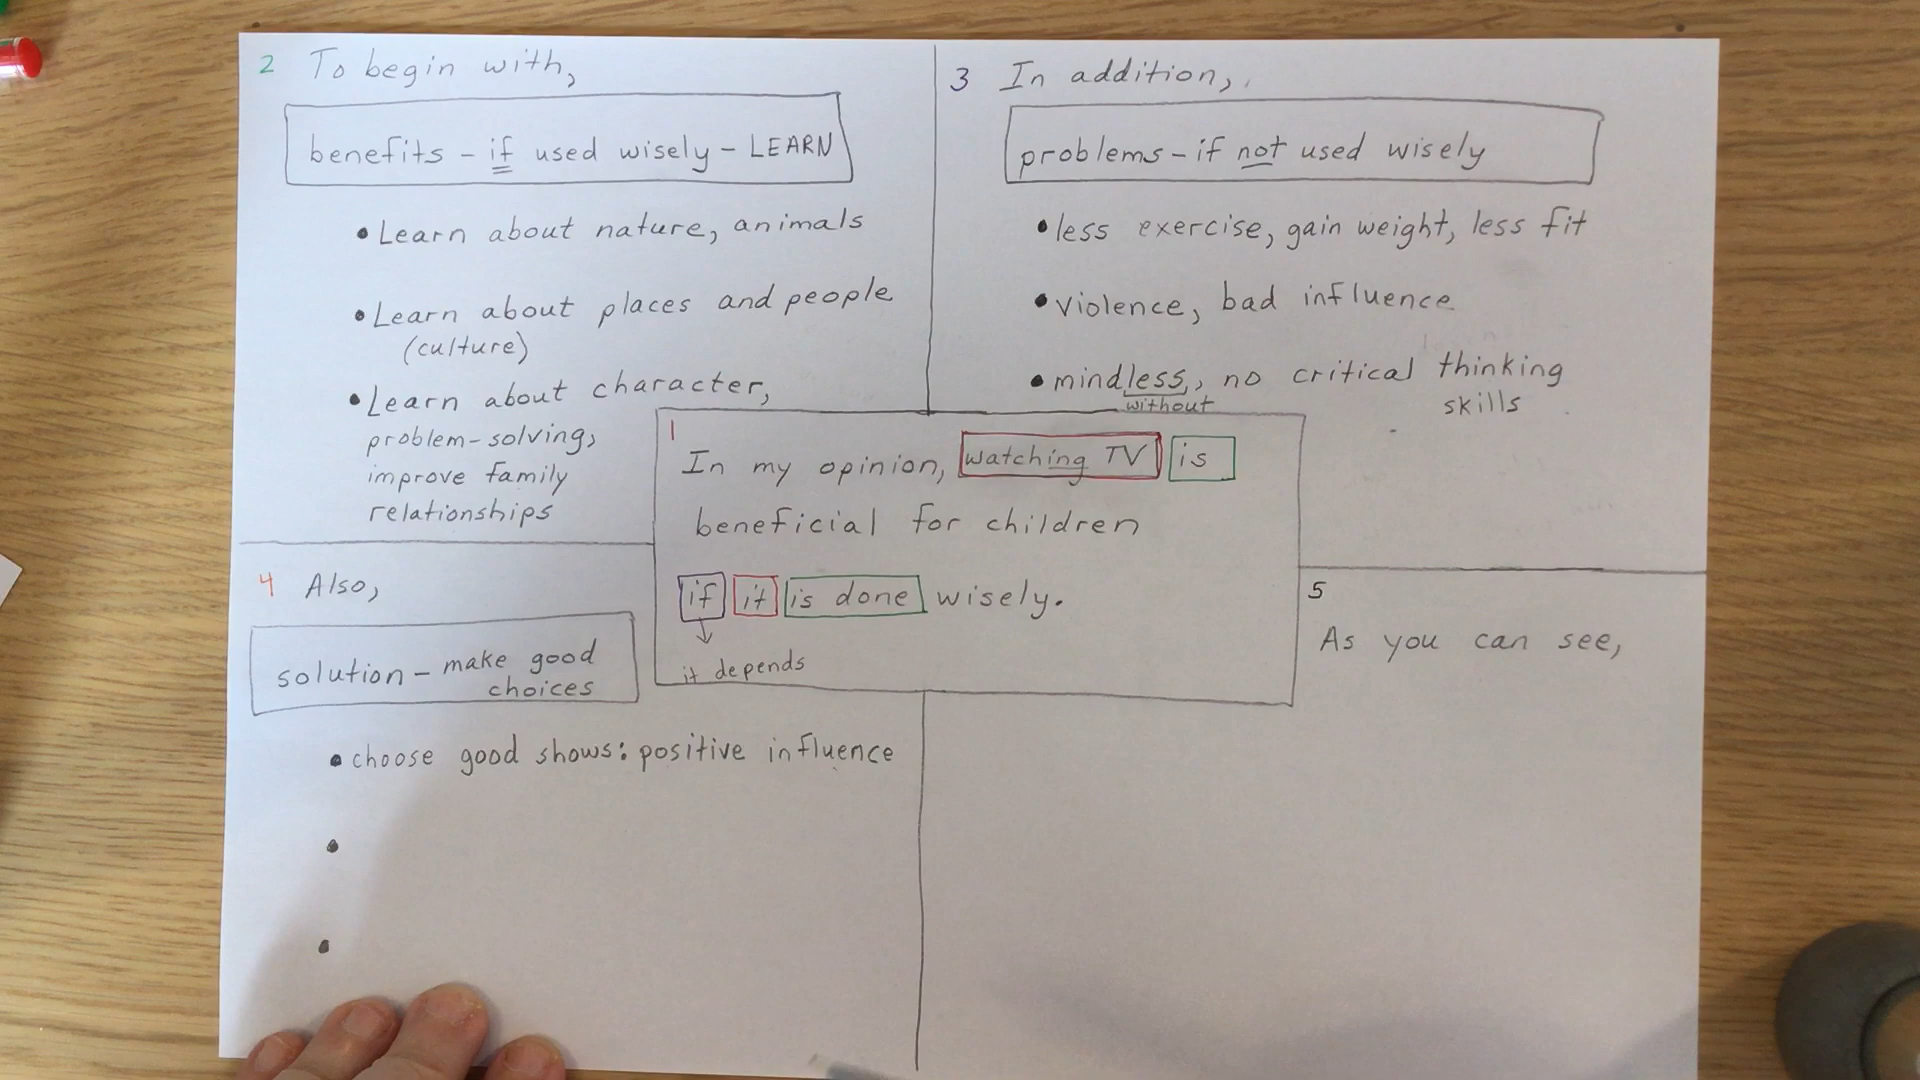 2 To begin with,
benefits - if used wisely - LEARN
• Learn about nature, animals
• Learn about places and people
(culture)
• Learn about character,
problem-solving,
improve family
relationships
3 In addition,
problems - if not used wisely
• less exercise, gain weight, less fit
• violence, bad influence
• mindless, no critical thinking
without
skills
1
In my opinion, watching TV is
beneficial for children
if it is done wisely.
it depends
4 Also,
solution - make good
choices
• choose good shows: positive influence
•
•
5
As you can see,